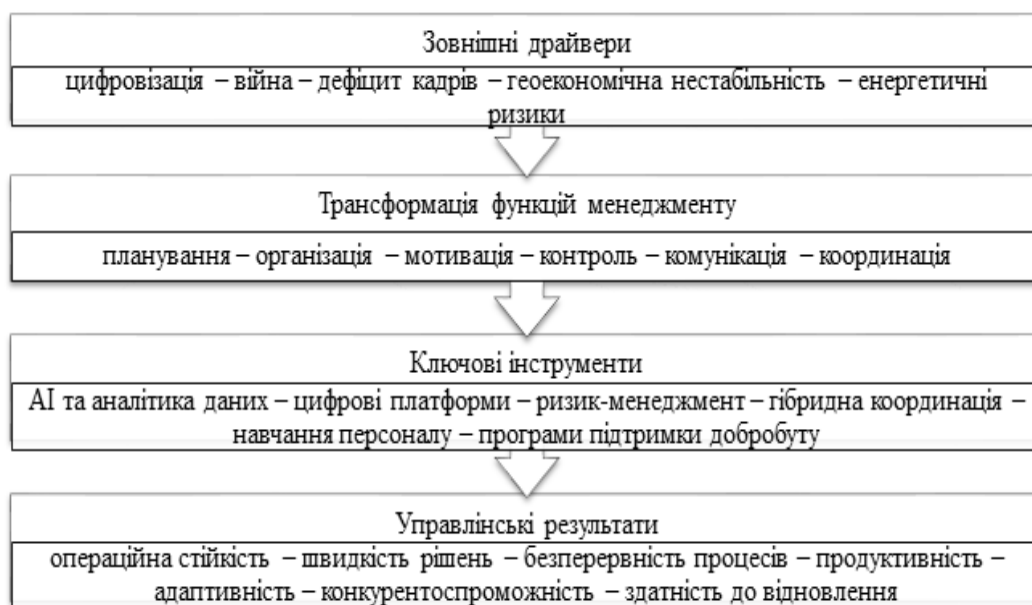 Зовнішні драйвери
цифровізація – війна – дефіцит кадрів – геоекономічна нестабільність – енергетичні
ризики
Трансформація функцій менеджменту
планування – організація – мотивація – контроль – комунікація – координація
Ключові інструменти
АІ та аналітика даних – цифрові платформи – ризик-менеджмент – гібридна координація –
навчання персоналу – програми підтримки добробуту
Управлінські результати
операційна стійкість – швидкість рішень – безперервність процесів – продуктивність –
адаптивність – конкурентоспроможність – здатність до відновлення